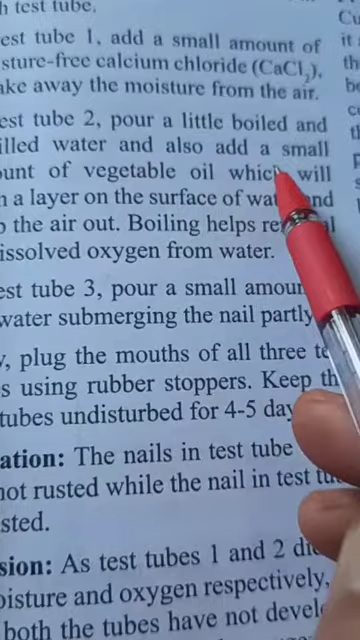 h test tube,
est tube 1, add a small amount of
sture-free calcium chloride (CaCl₂),
ake away the moisture from the air.
est tube 2, pour a little boiled and
illed water and also add a small
ount of vegetable oil which will
n a layer on the surface of wat and
p the air out. Boiling helps re al
issolved oxygen from water.
est tube 3, pour a small amoun
water submerging the nail partly
y, plug the mouths of all three te
s using rubber stoppers. Keep th
tubes undisturbed for 4-5 day
ation: The nails in test tube
not rusted while the nail in test tu
sted.
sion: As test tubes 1 and 2 di
oisture and oxygen respectively,
both the tubes have not devel
Cu
it
th